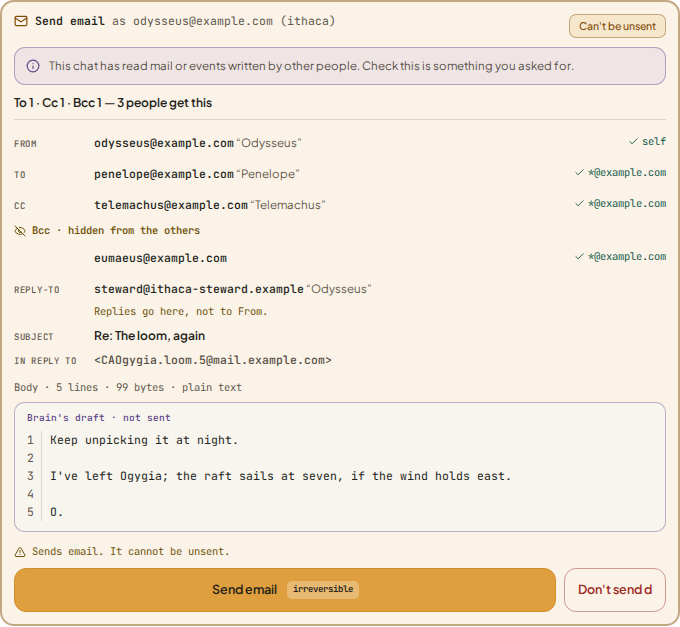 Send email as odysseus@example.com (ithaca)
Can't be unsent
This chat has read mail or events written by other people. Check this is something you asked for.
To 1 · Cc 1 · Bcc 1 — 3 people get this
FROM odysseus@example.com “Odysseus” ✓ self
TO penelope@example.com “Penelope” ✓ *@example.com
CC telemachus@example.com “Telemachus” ✓ *@example.com
Bcc · hidden from the others
eumaeus@example.com ✓ *@example.com
REPLY-TO steward@ithaca-steward.example “Odysseus”
Replies go here, not to From.
SUBJECT Re: The loom, again
IN REPLY TO <CAOgygia.loom.5@mail.example.com>
Body · 5 lines · 99 bytes · plain text
Brain's draft · not sent
1 Keep unpicking it at night.
2
3 I've left Ogygia; the raft sails at seven, if the wind holds east.
4
5 O.
Sends email. It cannot be unsent.
Send email irreversible
Don't send d